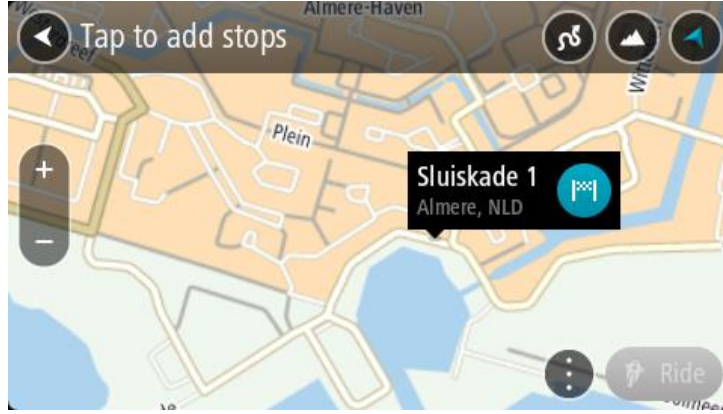 Almere-Haven
Tap to add stops
Plein
Sluiskade 1
Almere, NLD
+
−
Ride